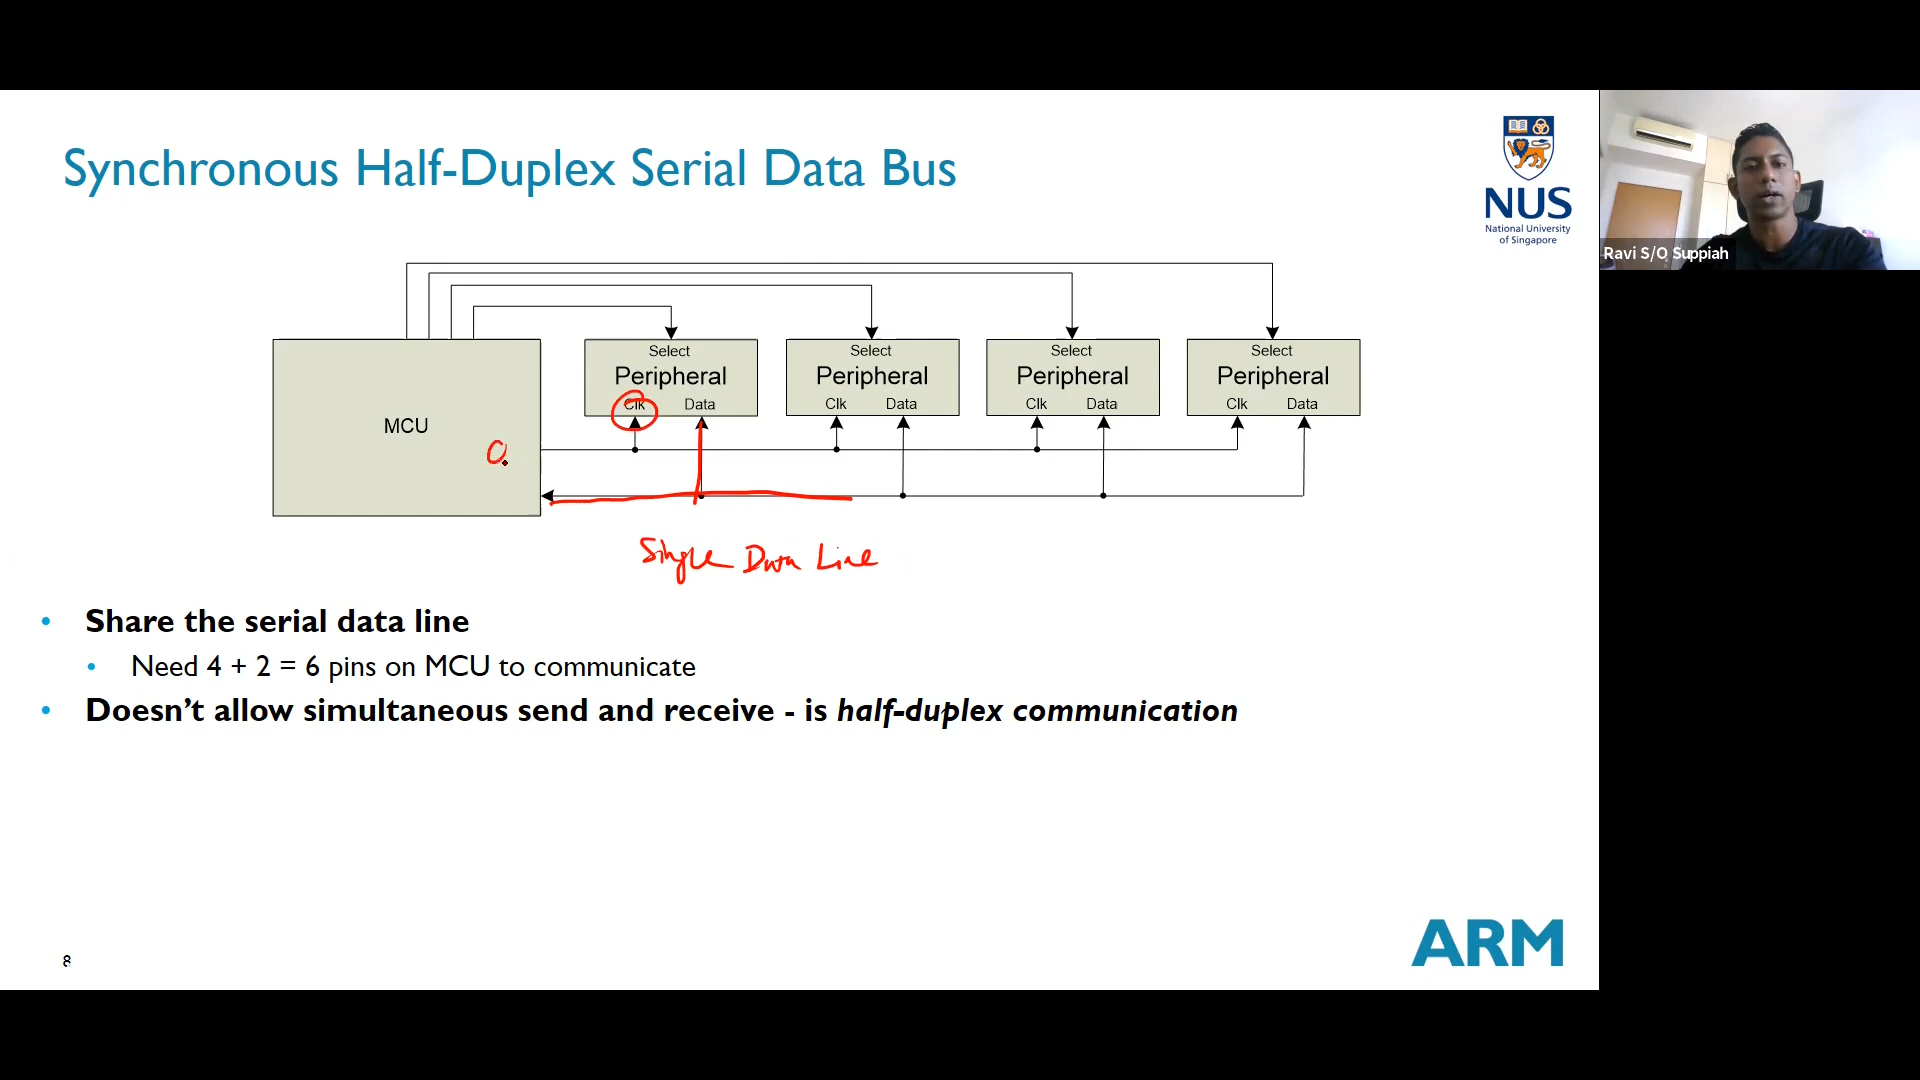 Synchronous Half-Duplex Serial Data Bus
NUS
National University
of Singapore
Ravi S/O Suppiah
Select Select Select Select
Peripheral Peripheral Peripheral Peripheral
Clk Data Clk Data Clk Data Clk Data
MCU
Single Data Line
• Share the serial data line
• Need 4 + 2 = 6 pins on MCU to communicate
• Doesn't allow simultaneous send and receive - is half-duplex communication
ARM
8